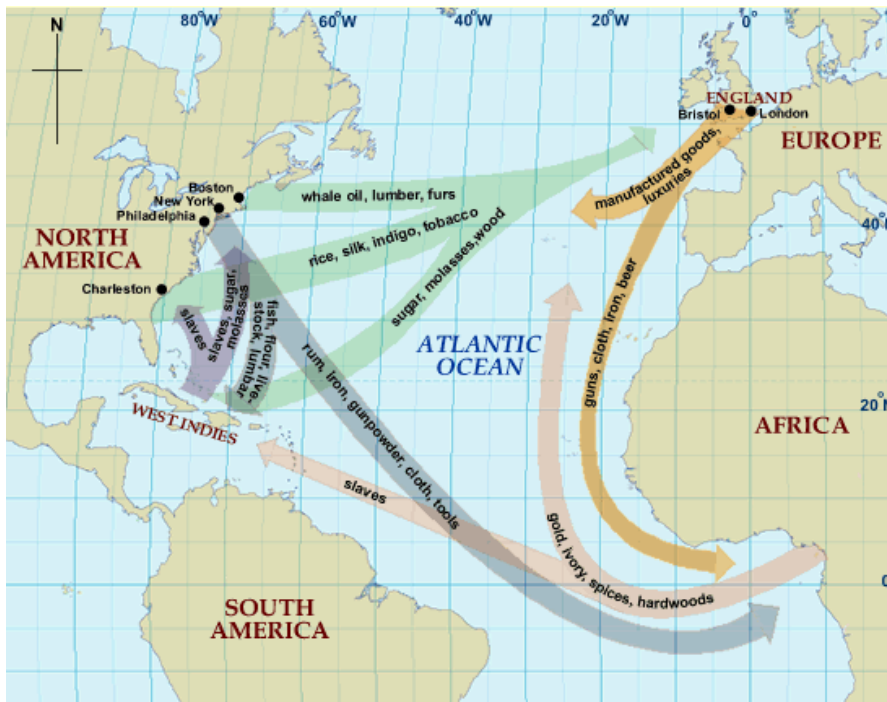 80°W
60°W
40°W
20°W
0°
N
ENGLAND
Bristol
London
EUROPE
manufactured goods,
luxuries
Boston
New York
Philadelphia
whale oil, lumber, furs
NORTH
AMERICA
rice, silk, indigo, tobacco
sugar, molasses,wood
40°N
Charleston
slaves
slaves, sugar,
molasses
fish, flour, live-
stock, lumbar
guns, cloth, iron, beer
ATLANTIC
OCEAN
rum, iron, gunpowder, cloth, tools
20°N
WEST INDIES
AFRICA
slaves
gold, ivory, spices, hardwoods
0
SOUTH
AMERICA